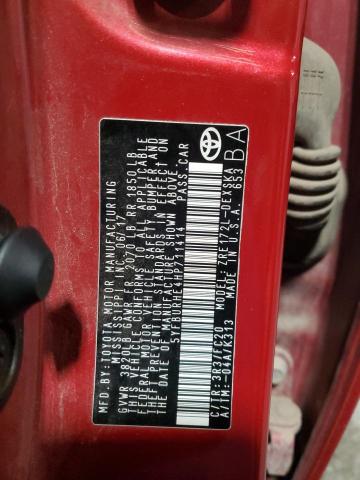 MFD.BY:TOYOTA MOTOR MANUFACTURING
MISSISSIPPI, INC. 06/17
GVWR 3820LB GAWR FR 2070 LB RR 1850 LB
THIS VEHICLE CONFORMS TO ALL APPLICABLE
FEDERAL MOTOR VEHICLE SAFETY, BUMPER, AND
THEFT PREVENTION STANDARDS IN EFFECT ON
THE DATE OF MANUFACTURE SHOWN ABOVE.
5YFBURHE4HP711414 PASS.CAR
C/TR:3R3/FC20 MODEL:ZRE172L-DEXSKA
A/TM:-04A/K313 MADE IN U.S.A. 653
BA